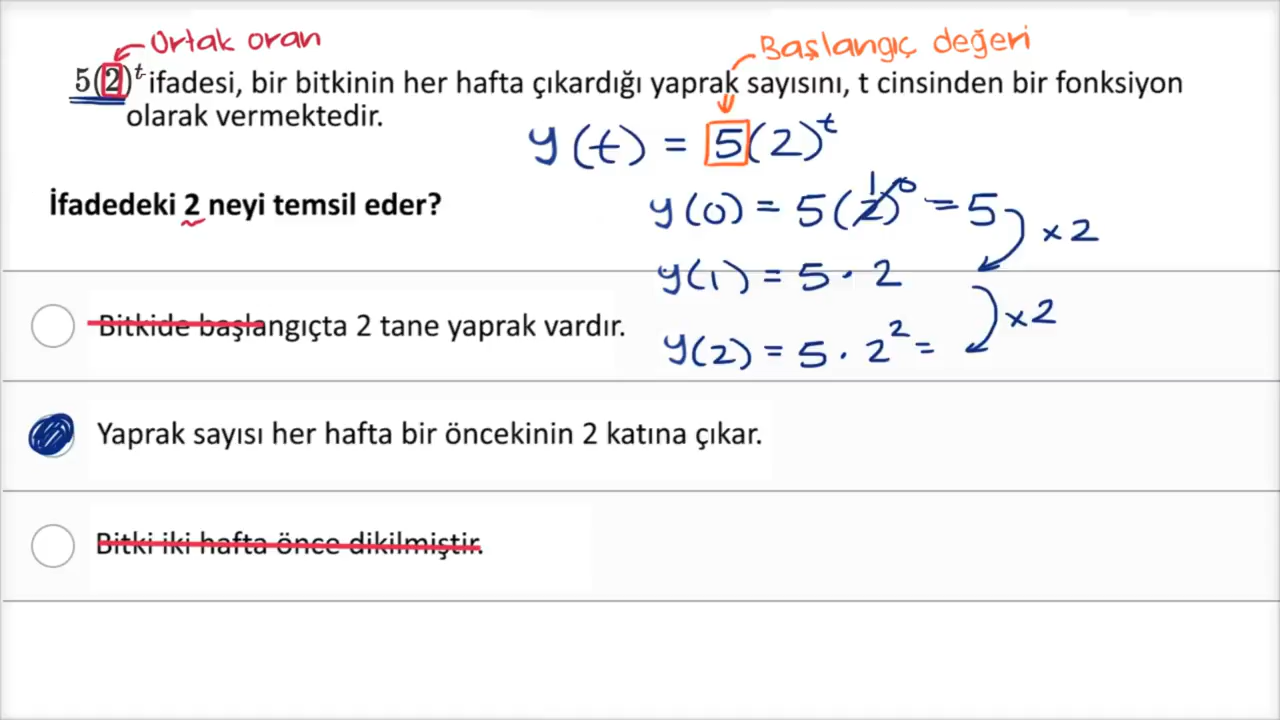 Ortak oran
Başlangıç değeri
5(2)^t ifadesi, bir bitkinin her hafta çıkardığı yaprak sayısını, t cinsinden bir fonksiyon
olarak vermektedir.
y(t) = 5(2)^t
İfadedeki 2 neyi temsil eder?
y(0) = 5(2)^0 = 5
1
×2
y(1) = 5 · 2
×2
Bitkide başlangıçta 2 tane yaprak vardır.
y(2) = 5 · 2^2 =
Yaprak sayısı her hafta bir öncekinin 2 katına çıkar.
Bitki iki hafta önce dikilmiştir.